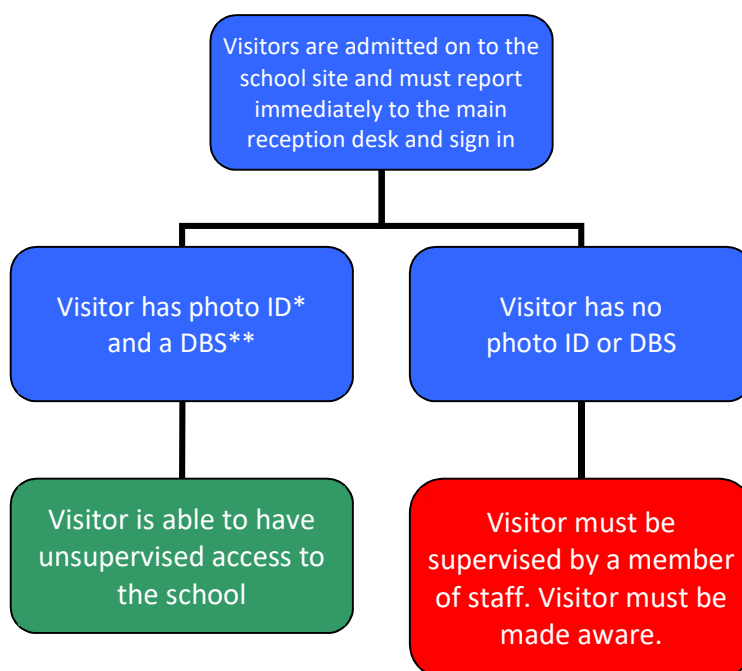 Visitors are admitted on to the
school site and must report
immediately to the main
reception desk and sign in
Visitor has photo ID*
and a DBS**
Visitor has no
photo ID or DBS
Visitor is able to have
unsupervised access to
the school
Visitor must be
supervised by a member
of staff. Visitor must be
made aware.